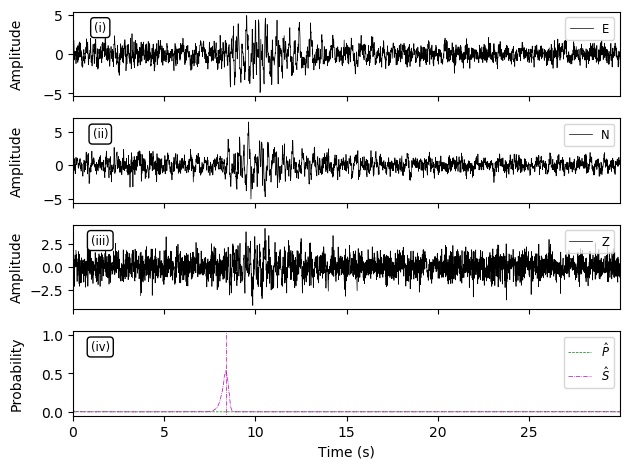 (i)
E
Amplitude
5
0
−5
(ii)
N
Amplitude
5
0
−5
(iii)
Z
Amplitude
2.5
0.0
−2.5
(iv)
P̂
Ŝ
Probability
1.0
0.5
0.0
0 5 10 15 20 25
Time (s)